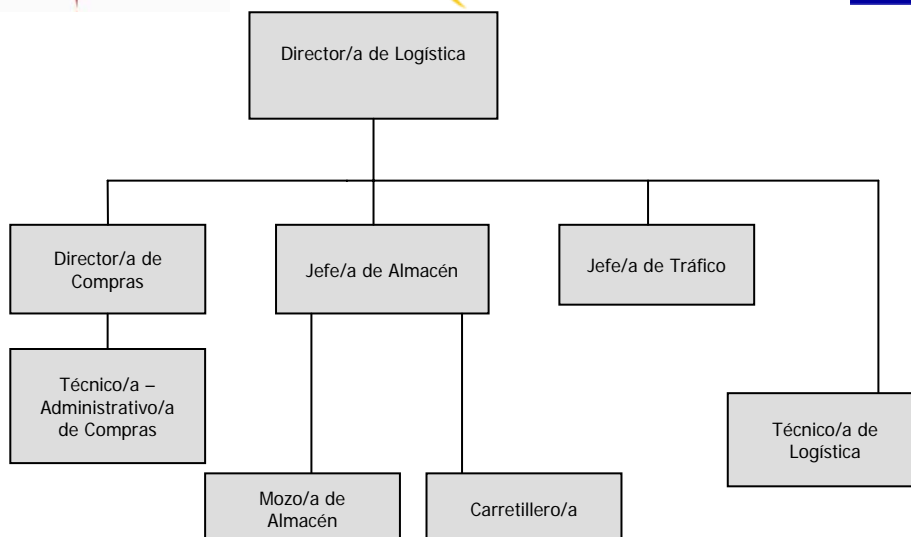 Director/a de Logística
Director/a de
Compras
Jefe/a de Almacén
Jefe/a de Tráfico
Técnico/a –
Administrativo/a
de Compras
Técnico/a de
Logística
Mozo/a de
Almacén
Carretillero/a